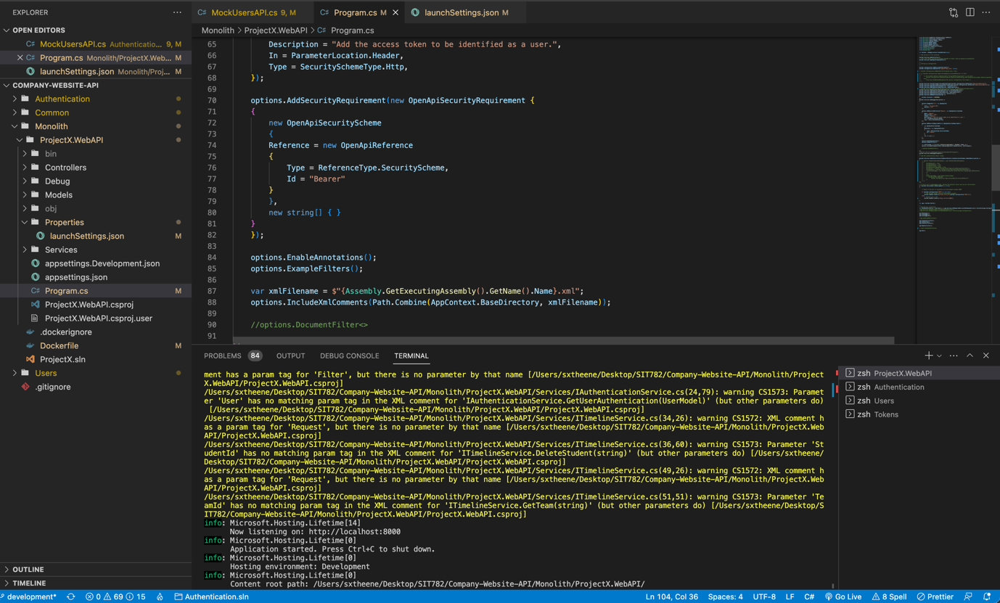 EXPLORER
OPEN EDITORS
C# MockUsersAPI.cs Authenticatio... 9, M
C# Program.cs Monolith/ProjectX.Web... M
launchSettings.json Monolith/Proj... M
COMPANY-WEBSITE-API
Authentication
Common
Monolith
ProjectX.WebAPI
bin
Controllers
Debug
Models
obj
Properties
launchSettings.json M
Services
appsettings.Development.json
appsettings.json
C# Program.cs M
ProjectX.WebAPI.csproj
ProjectX.WebAPI.csproj.user
.dockerignore
Dockerfile M
ProjectX.sln
Users
.gitignore
OUTLINE
TIMELINE
C# MockUsersAPI.cs 9, M
C# Program.cs M
launchSettings.json M
Monolith > ProjectX.WebAPI > C# Program.cs
65 Description = "Add the access token to be identified as a user.",
66 In = ParameterLocation.Header,
67 Type = SecuritySchemeType.Http,
68 });
69
70 options.AddSecurityRequirement(new OpenApiSecurityRequirement {
71 {
72 new OpenApiSecurityScheme
73 {
74 Reference = new OpenApiReference
75 {
76 Type = ReferenceType.SecurityScheme,
77 Id = "Bearer"
78 }
79 },
80 new string[] { }
81 }
82 });
83
84 options.EnableAnnotations();
85 options.ExampleFilters();
86
87 var xmlFilename = $"{Assembly.GetExecutingAssembly().GetName().Name}.xml";
88 options.IncludeXmlComments(Path.Combine(AppContext.BaseDirectory, xmlFilename));
89
90 //options.DocumentFilter<>
91
PROBLEMS 84 OUTPUT DEBUG CONSOLE TERMINAL
ment has a param tag for 'Filter', but there is no parameter by that name [/Users/sxtheene/Desktop/SIT782/Company-Website-API/Monolith/Project
X.WebAPI/ProjectX.WebAPI.csproj]
/Users/sxtheene/Desktop/SIT782/Company-Website-API/Monolith/ProjectX.WebAPI/Services/IAuthenticationService.cs(24,79): warning CS1573: Paramet
er 'User' has no matching param tag in the XML comment for 'IAuthenticationService.GetUserAuthentication(UserModel)' (but other parameters do)
[/Users/sxtheene/Desktop/SIT782/Company-Website-API/Monolith/ProjectX.WebAPI/ProjectX.WebAPI.csproj]
/Users/sxtheene/Desktop/SIT782/Company-Website-API/Monolith/ProjectX.WebAPI/Services/ITimelineService.cs(34,26): warning CS1572: XML comment h
as a param tag for 'Request', but there is no parameter by that name [/Users/sxtheene/Desktop/SIT782/Company-Website-API/Monolith/ProjectX.Web
API/ProjectX.WebAPI.csproj]
/Users/sxtheene/Desktop/SIT782/Company-Website-API/Monolith/ProjectX.WebAPI/Services/ITimelineService.cs(36,60): warning CS1573: Parameter 'St
udentId' has no matching param tag in the XML comment for 'ITimelineService.DeleteStudent(string)' (but other parameters do) [/Users/sxtheene/
Desktop/SIT782/Company-Website-API/Monolith/ProjectX.WebAPI/ProjectX.WebAPI.csproj]
/Users/sxtheene/Desktop/SIT782/Company-Website-API/Monolith/ProjectX.WebAPI/Services/ITimelineService.cs(49,26): warning CS1572: XML comment h
as a param tag for 'Request', but there is no parameter by that name [/Users/sxtheene/Desktop/SIT782/Company-Website-API/Monolith/ProjectX.Web
API/ProjectX.WebAPI.csproj]
/Users/sxtheene/Desktop/SIT782/Company-Website-API/Monolith/ProjectX.WebAPI/Services/ITimelineService.cs(51,51): warning CS1573: Parameter 'Te
amId' has no matching param tag in the XML comment for 'ITimelineService.GetTeam(string)' (but other parameters do) [/Users/sxtheene/Desktop/S
IT782/Company-Website-API/Monolith/ProjectX.WebAPI/ProjectX.WebAPI.csproj]
info: Microsoft.Hosting.Lifetime[14]
Now listening on: http://localhost:8000
info: Microsoft.Hosting.Lifetime[0]
Application started. Press Ctrl+C to shut down.
info: Microsoft.Hosting.Lifetime[0]
Hosting environment: Development
info: Microsoft.Hosting.Lifetime[0]
Content root path: /Users/sxtheene/Desktop/SIT782/Company-Website-API/Monolith/ProjectX.WebAPI/
zsh ProjectX.WebAPI
zsh Authentication
zsh Users
zsh Tokens
development* 0 69 15 Authentication.sln Ln 104, Col 36 Spaces: 4 UTF-8 LF C# Go Live 8 Spell Prettier